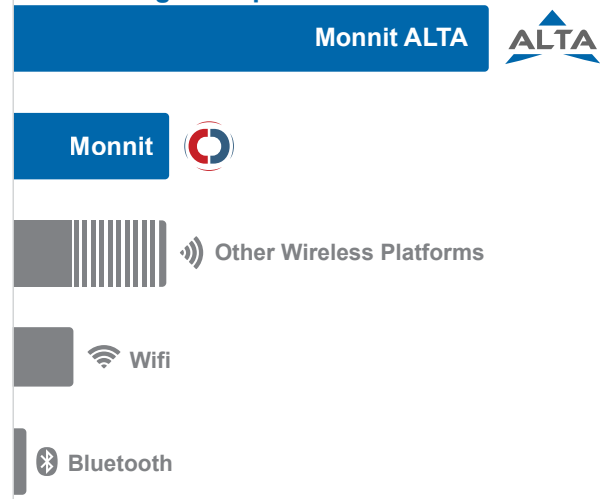 Monnit ALTA
ALTA
Monnit
Other Wireless Platforms
Wifi
Bluetooth